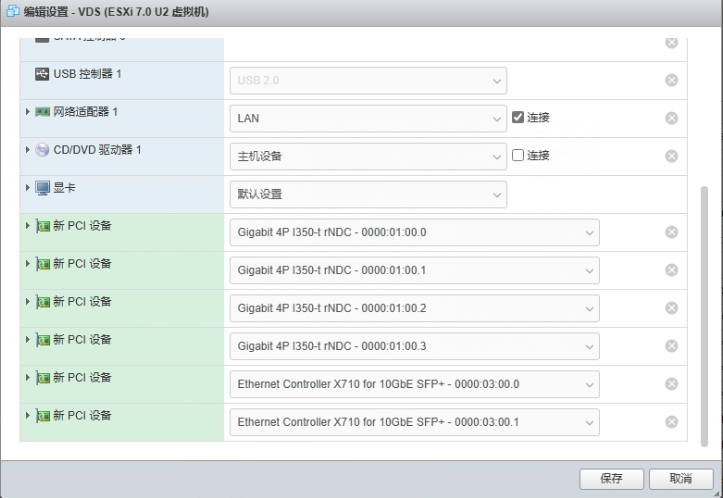 编辑设置 - VDS (ESXi 7.0 U2 虚拟机)
USB 控制器 1
USB 2.0
网络适配器 1
LAN
连接
CD/DVD 驱动器 1
主机设备
连接
显卡
默认设置
新 PCI 设备
Gigabit 4P I350-t rNDC - 0000:01:00.0
新 PCI 设备
Gigabit 4P I350-t rNDC - 0000:01:00.1
新 PCI 设备
Gigabit 4P I350-t rNDC - 0000:01:00.2
新 PCI 设备
Gigabit 4P I350-t rNDC - 0000:01:00.3
新 PCI 设备
Ethernet Controller X710 for 10GbE SFP+ - 0000:03:00.0
新 PCI 设备
Ethernet Controller X710 for 10GbE SFP+ - 0000:03:00.1
保存
取消